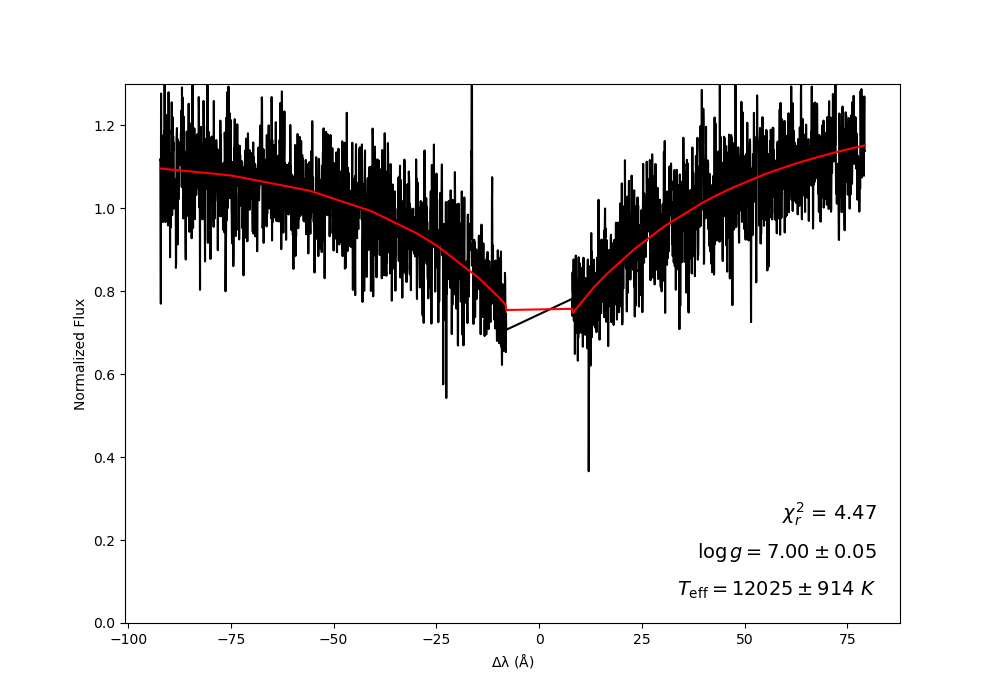 1.2
1.0
0.8
0.6
0.4
0.2
0.0
Normalized Flux
χ²ᵣ = 4.47
log g = 7.00 ± 0.05
T_eff = 12025 ± 914 K
−100 −75 −50 −25 0 25 50 75
Δλ (Å)